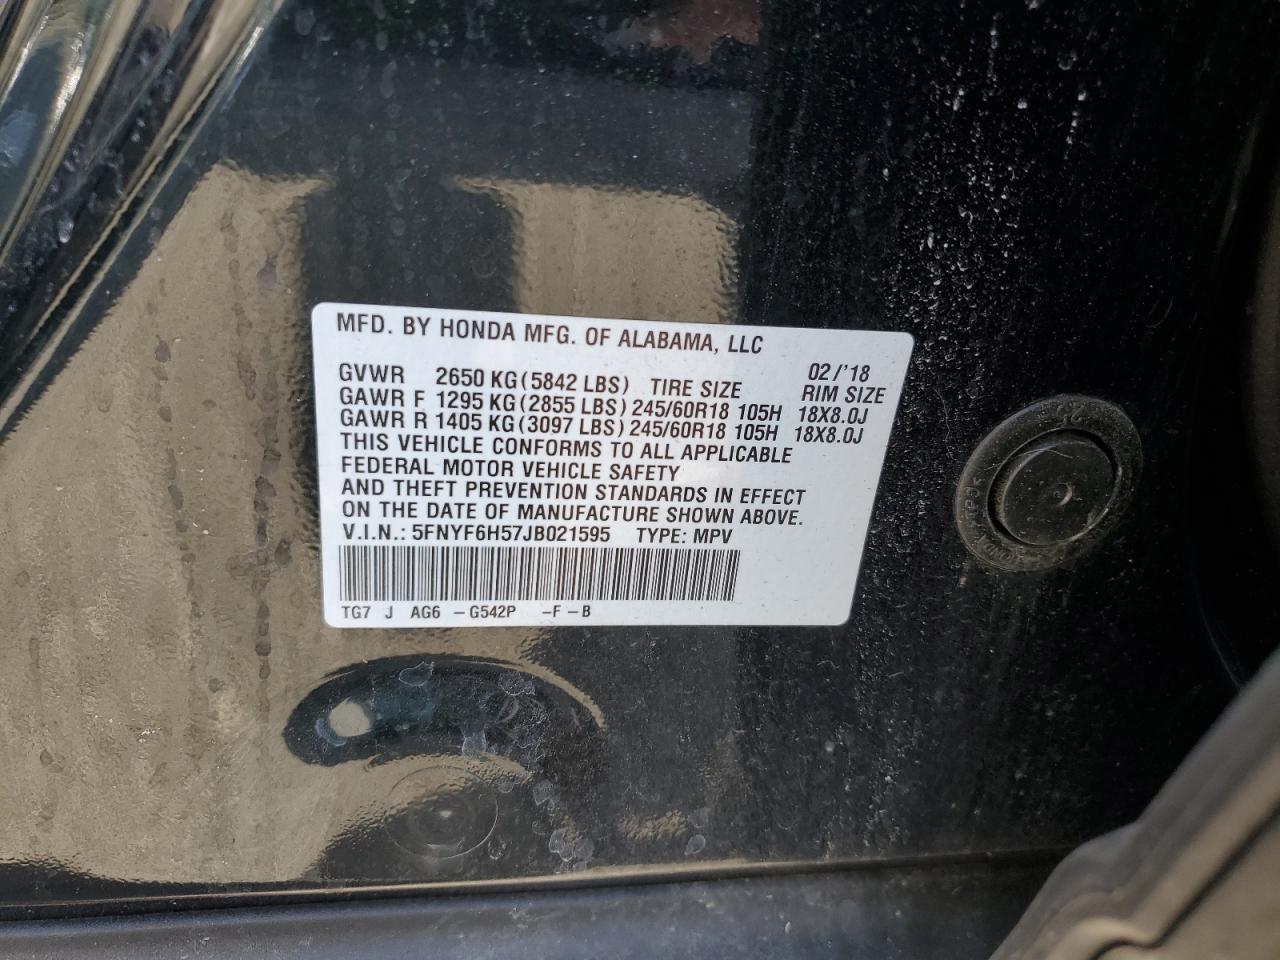 MFD. BY HONDA MFG. OF ALABAMA, LLC
GVWR 2650 KG (5842 LBS) TIRE SIZE 02/'18 RIM SIZE
GAWR F 1295 KG (2855 LBS) 245/60R18 105H 18X8.0J
GAWR R 1405 KG (3097 LBS) 245/60R18 105H 18X8.0J
THIS VEHICLE CONFORMS TO ALL APPLICABLE
FEDERAL MOTOR VEHICLE SAFETY
AND THEFT PREVENTION STANDARDS IN EFFECT
ON THE DATE OF MANUFACTURE SHOWN ABOVE.
V.I.N.: 5FNYF6H57JB021595 TYPE: MPV
TG7 J AG6 -G542P -F-B